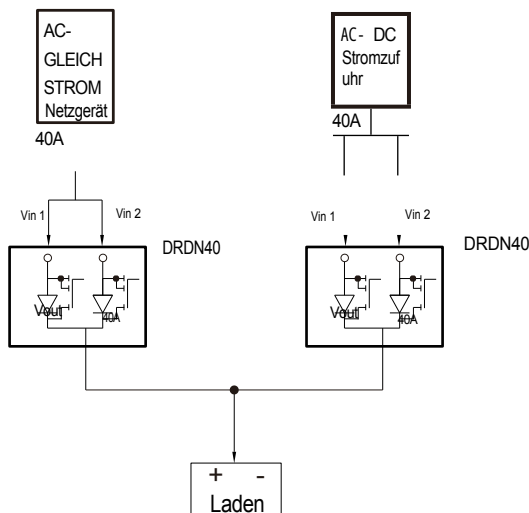 AC-
GLEICH
STROM
Netzgerät
40A
AC- DC
Stromzuf
uhr
40A
Vin 1
Vin 2
DRDN40
Vout
40A
Vin 1
Vin 2
DRDN40
Vout
40A
+ -
Laden